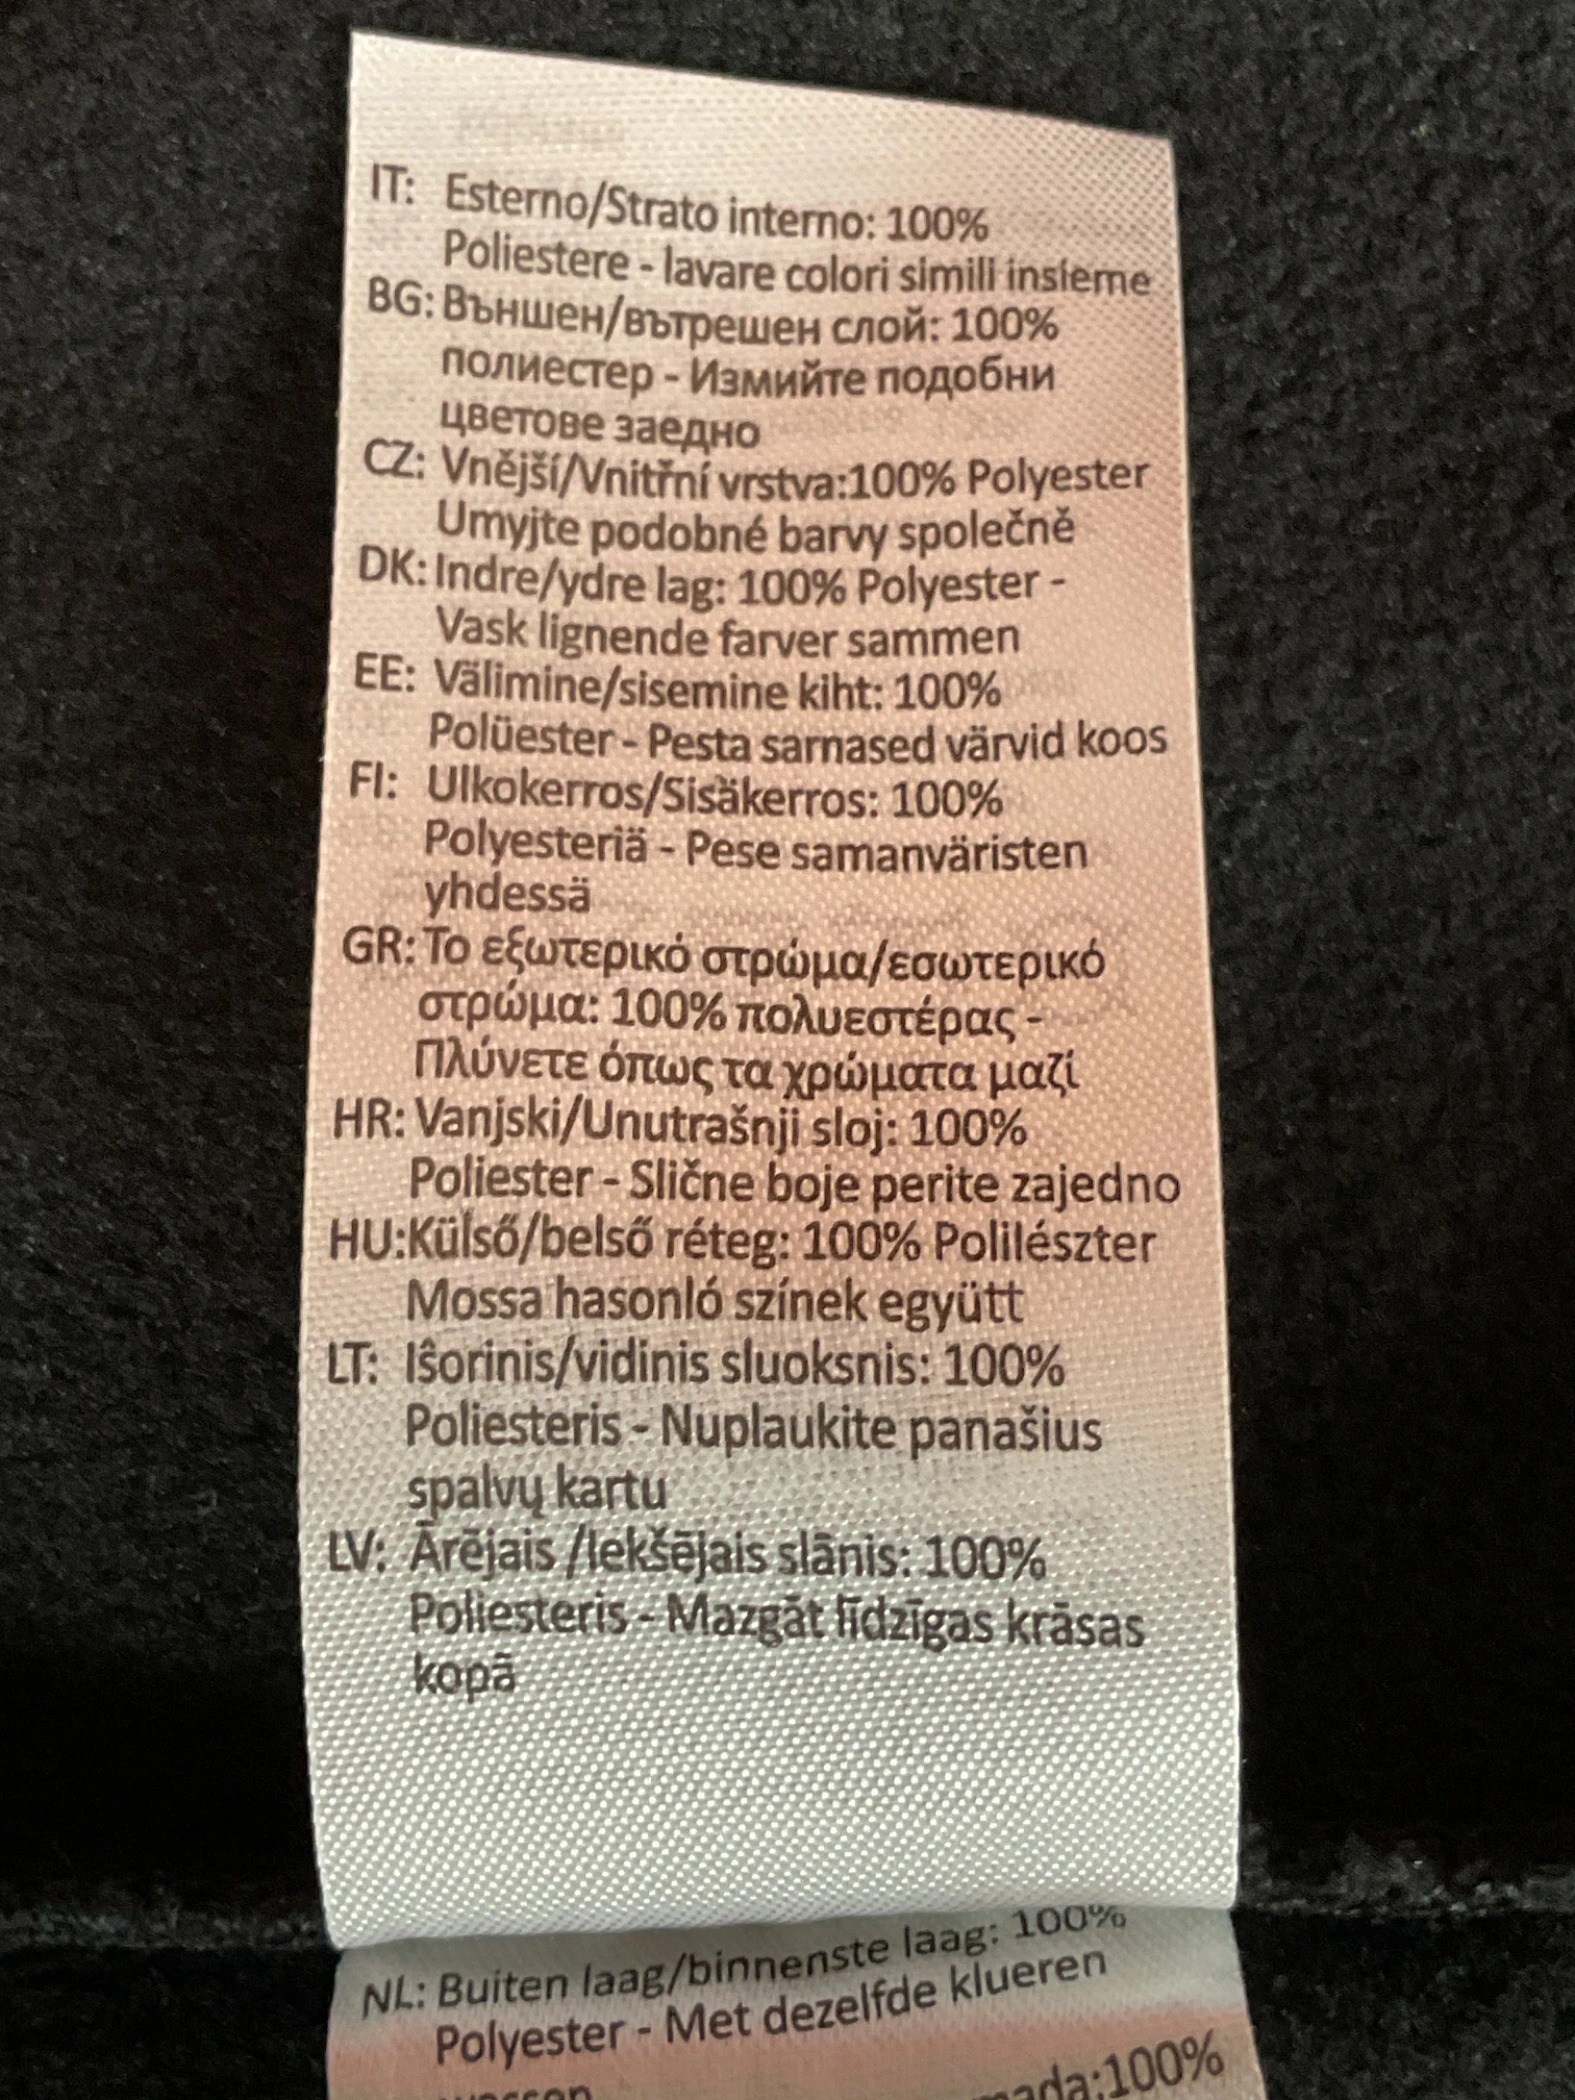 IT: Esterno/Strato interno: 100%
Poliestere - lavare colori simili insieme
BG: Външен/вътрешен слой: 100%
полиестер - Измийте подобни
цветове заедно
CZ: Vnější/Vnitřní vrstva:100% Polyester
Umyjte podobné barvy společně
DK: Indre/ydre lag: 100% Polyester -
Vask lignende farver sammen
EE: Välimine/sisemine kiht: 100%
Polüester - Pesta sarnased värvid koos
FI: Ulkokerros/Sisäkerros: 100%
Polyesteriä - Pese samanväristen
yhdessä
GR: Το εξωτερικό στρώμα/εσωτερικό
στρώμα: 100% πολυεστέρας -
Πλύνετε όπως τα χρώματα μαζί
HR: Vanjski/Unutrašnji sloj: 100%
Poliester - Slične boje perite zajedno
HU:Külső/belső réteg: 100% Polilészter
Mossa hasonló színek együtt
LT: Išorinis/vidinis sluoksnis: 100%
Poliesteris - Nuplaukite panašius
spalvų kartu
LV: Ārējais /Iekšējais slānis: 100%
Poliesteris - Mazgāt līdzīgas krāsas
kopā
NL: Buiten laag/binnenste laag: 100%
Polyester - Met dezelfde klueren
100%